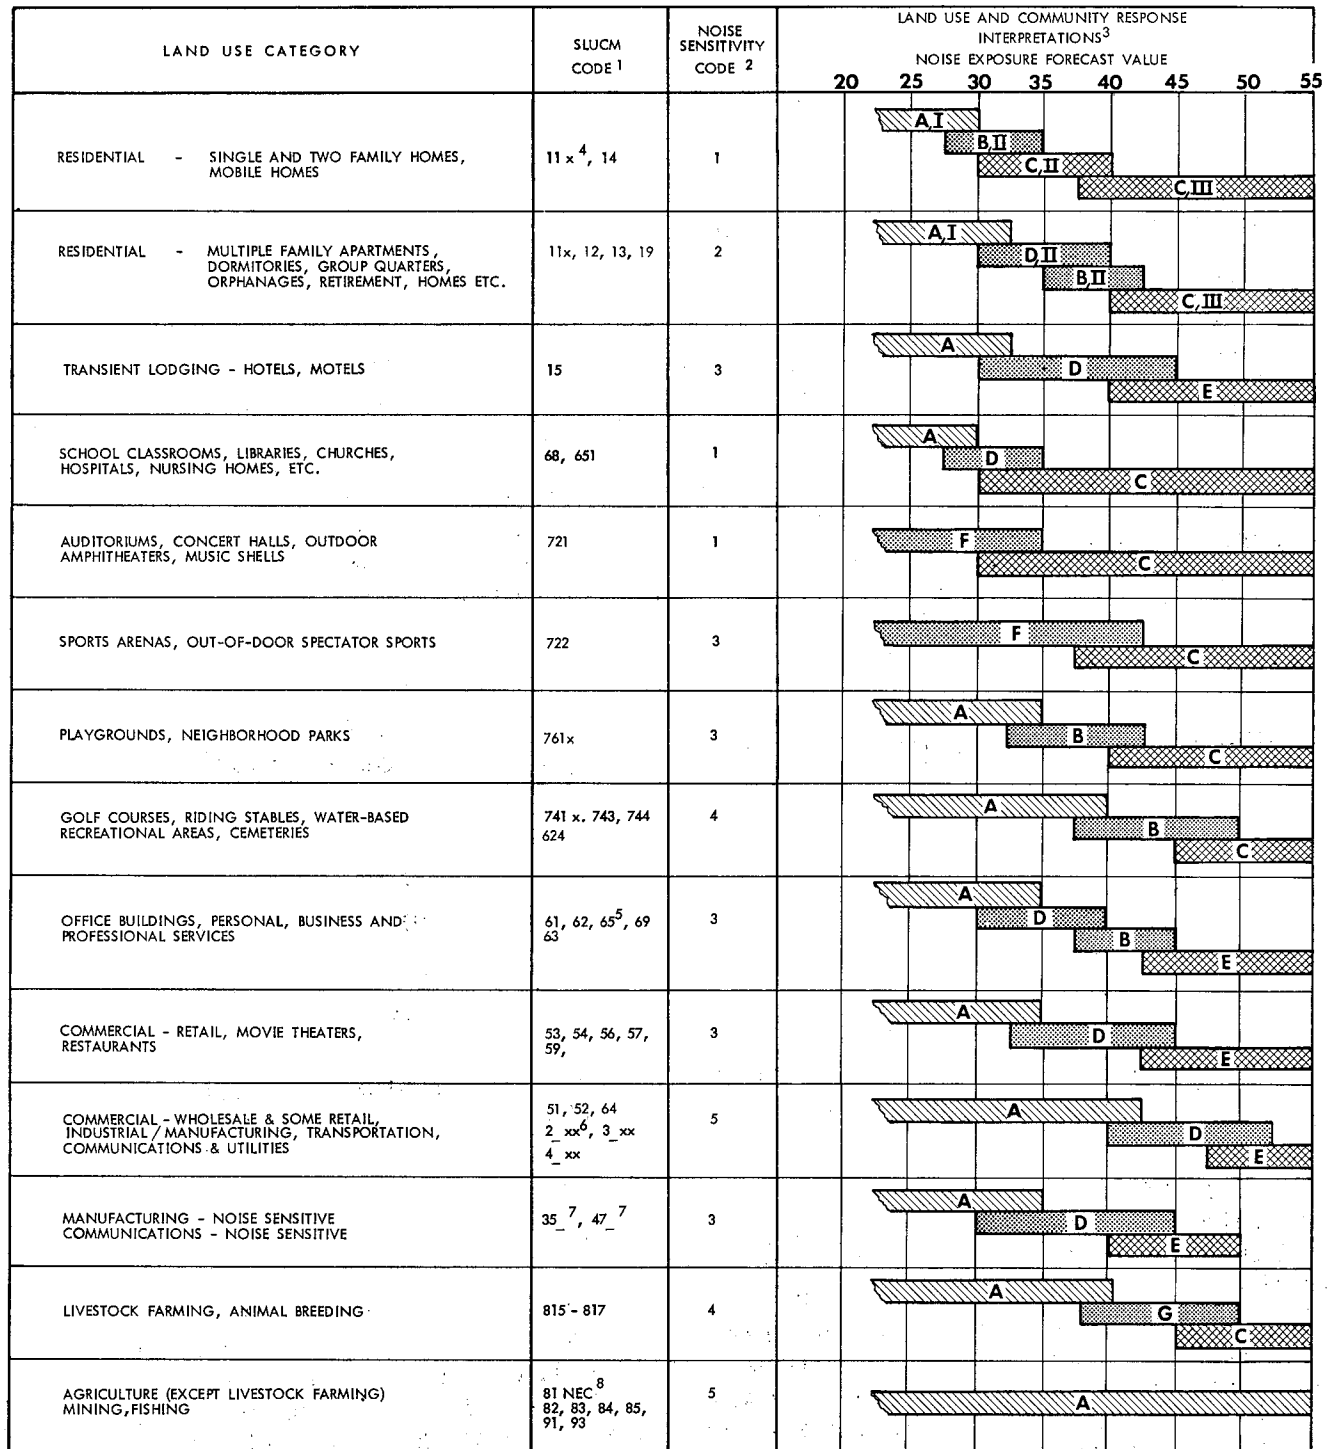 LAND USE CATEGORY
SLUCM
CODE 1
NOISE
SENSITIVITY
CODE 2
LAND USE AND COMMUNITY RESPONSE
INTERPRETATIONS3
NOISE EXPOSURE FORECAST VALUE
20 25 30 35 40 45 50 55
RESIDENTIAL - SINGLE AND TWO FAMILY HOMES,
MOBILE HOMES
11 x 4, 14
1
A,I
B,II
C,II
C,III
RESIDENTIAL - MULTIPLE FAMILY APARTMENTS,
DORMITORIES, GROUP QUARTERS,
ORPHANAGES, RETIREMENT, HOMES ETC.
11x, 12, 13, 19
2
A,I
D,II
B,II
C,III
TRANSIENT LODGING - HOTELS, MOTELS
15
3
A
D
E
SCHOOL CLASSROOMS, LIBRARIES, CHURCHES,
HOSPITALS, NURSING HOMES, ETC.
68, 651
1
A
D
C
AUDITORIUMS, CONCERT HALLS, OUTDOOR
AMPHITHEATERS, MUSIC SHELLS
721
1
F
C
SPORTS ARENAS, OUT-OF-DOOR SPECTATOR SPORTS
722
3
F
C
PLAYGROUNDS, NEIGHBORHOOD PARKS
761x
3
A
B
C
GOLF COURSES, RIDING STABLES, WATER-BASED
RECREATIONAL AREAS, CEMETERIES
741 x. 743, 744
624
4
A
B
C
OFFICE BUILDINGS, PERSONAL, BUSINESS AND
PROFESSIONAL SERVICES
61, 62, 655, 69
63
3
A
D
B
E
COMMERCIAL - RETAIL, MOVIE THEATERS,
RESTAURANTS
53, 54, 56, 57,
59,
3
A
D
E
COMMERCIAL - WHOLESALE & SOME RETAIL,
INDUSTRIAL/MANUFACTURING, TRANSPORTATION,
COMMUNICATIONS & UTILITIES
51, 52, 64
2_xx6, 3_xx
4_xx
5
A
D
E
MANUFACTURING - NOISE SENSITIVE
COMMUNICATIONS - NOISE SENSITIVE
35_7, 47_7
3
A
D
E
LIVESTOCK FARMING, ANIMAL BREEDING
815 - 817
4
A
G
C
AGRICULTURE (EXCEPT LIVESTOCK FARMING)
MINING, FISHING
81 NEC 8
82, 83, 84, 85,
91, 93
5
A